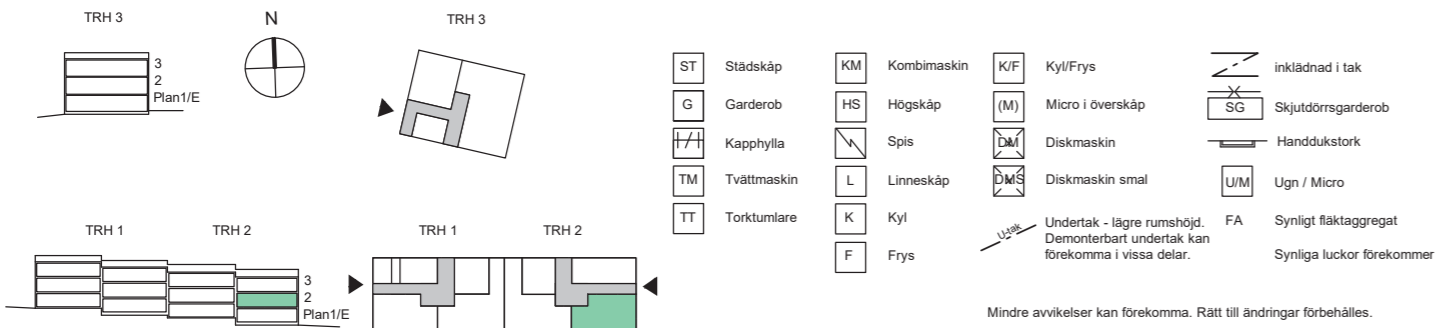 TRH 3
N
TRH 3
3
2
Plan1/E
TRH 1
TRH 2
3
2
Plan1/E
TRH 1
TRH 2
ST Städskåp
G Garderob
Kapphylla
TM Tvättmaskin
TT Torktumlare
KM Kombimaskin
HS Högskåp
Spis
L Linneskåp
K Kyl
F Frys
K/F Kyl/Frys
(M) Micro i överskåp
DM Diskmaskin
DMS Diskmaskin smal
U-tak Undertak - lägre rumshöjd.
Demonterbart undertak kan
förekomma i vissa delar.
inklädnad i tak
SG Skjutdörrsgarderob
Handdukstork
U/M Ugn / Micro
FA Synligt fläktaggregat
Synliga luckor förekommer
Mindre avvikelser kan förekomma. Rätt till ändringar förbehålles.